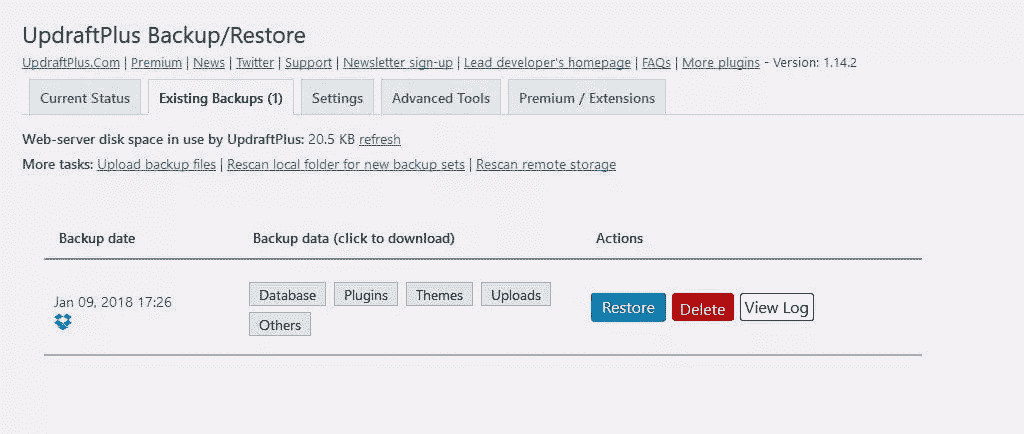 UpdraftPlus Backup/Restore
UpdraftPlus.Com | Premium | News | Twitter | Support | Newsletter sign-up | Lead developer's homepage | FAQs | More plugins - Version: 1.14.2
Current Status Existing Backups (1) Settings Advanced Tools Premium / Extensions
Web-server disk space in use by UpdraftPlus: 20.5 KB refresh
More tasks: Upload backup files | Rescan local folder for new backup sets | Rescan remote storage
Backup date Backup data (click to download) Actions
Jan 09, 2018 17:26 Database Plugins Themes Uploads Restore Delete View Log
Others